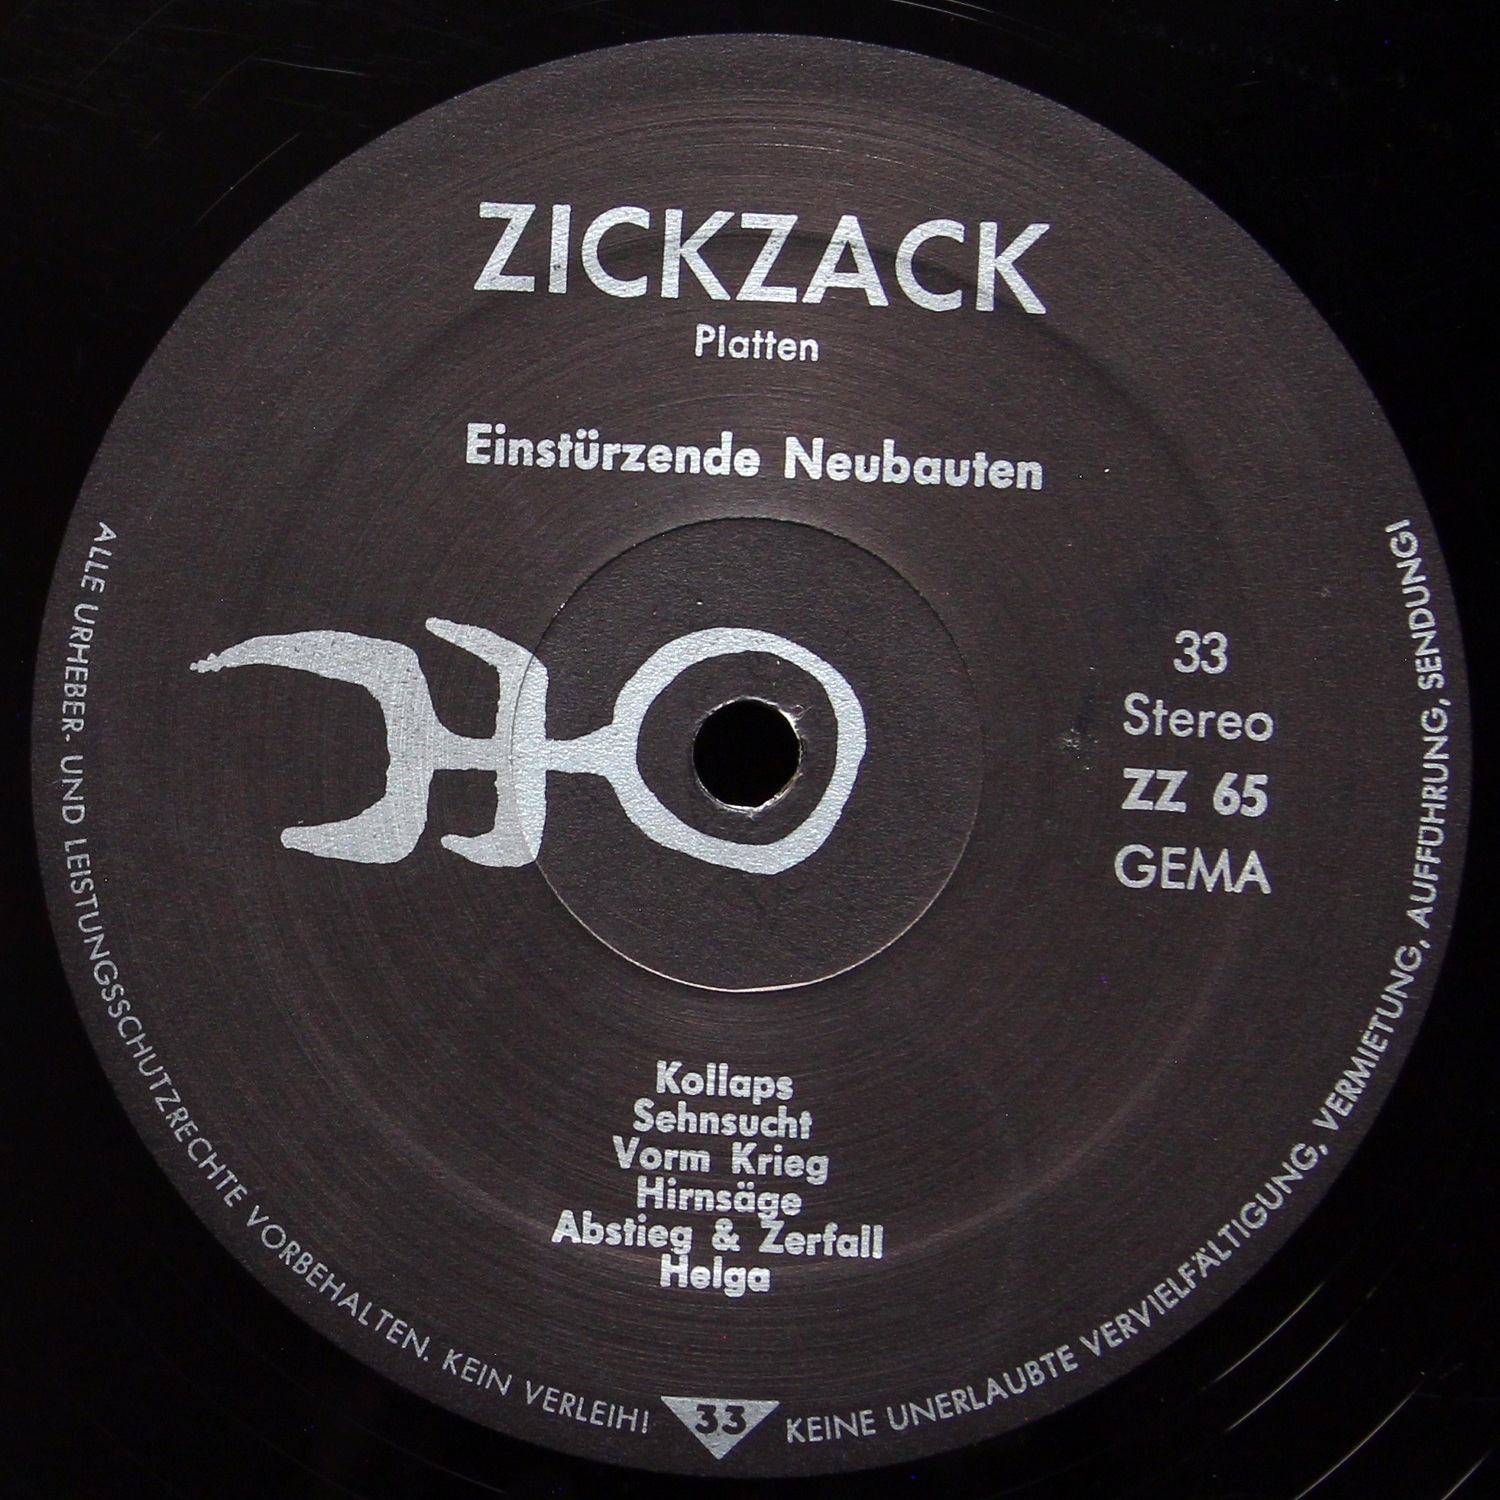 ZICKZACK
Platten
Einstürzende Neubauten
33
Stereo
ZZ 65
GEMA
Kollaps
Sehnsucht
Vorm Krieg
Hirnsäge
Abstieg & Zerfall
Helga
ALLE URHEBER- UND LEISTUNGSSCHUTZRECHTE VORBEHALTEN. KEIN VERLEIH! 33 KEINE UNERLAUBTE VERVIELFÄLTIGUNG, VERMIETUNG, AUFFÜHRUNG, SENDUNG!